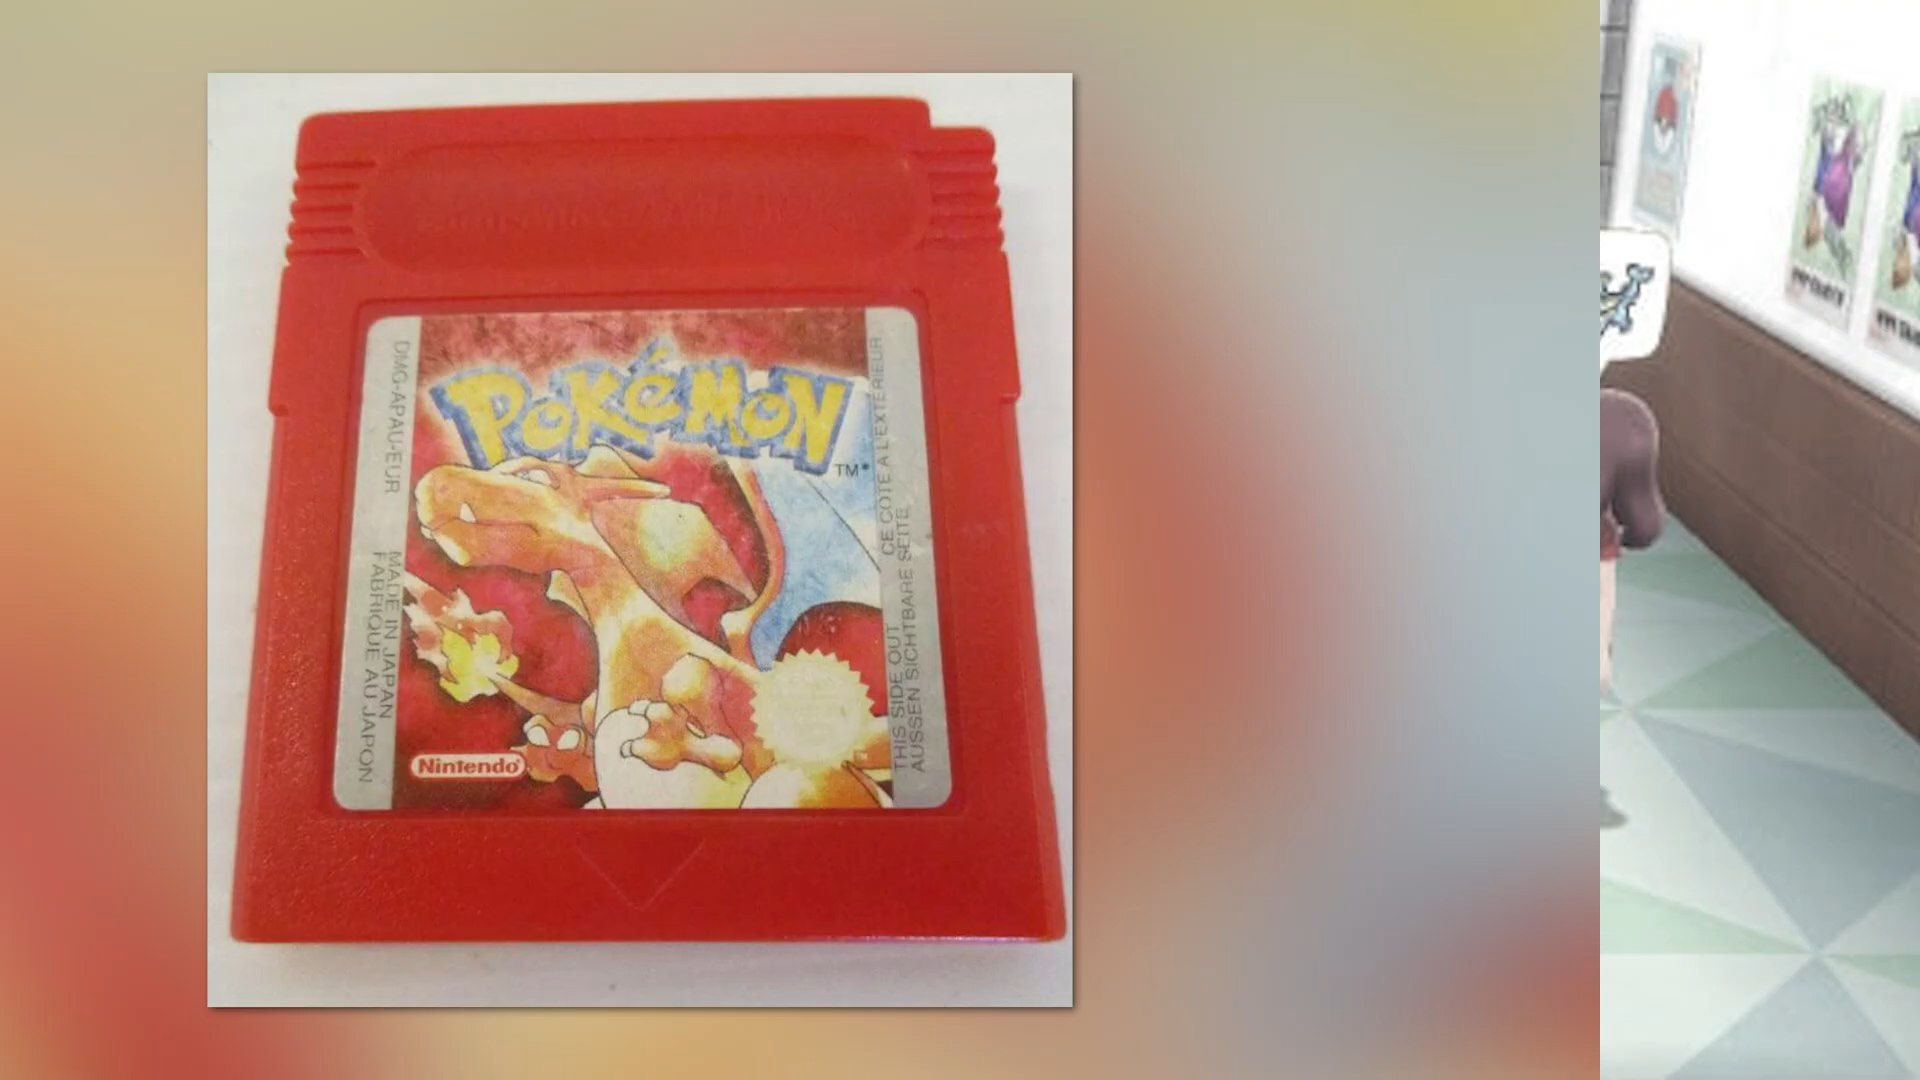 POKéMON
TM
DMG-APAU-EUR
MADE IN JAPAN
FABRIQUE AU JAPON
Nintendo
CE COTE A L'EXTERIEUR
THIS SIDE OUT
AUSSEN SICHTBARE SEITE